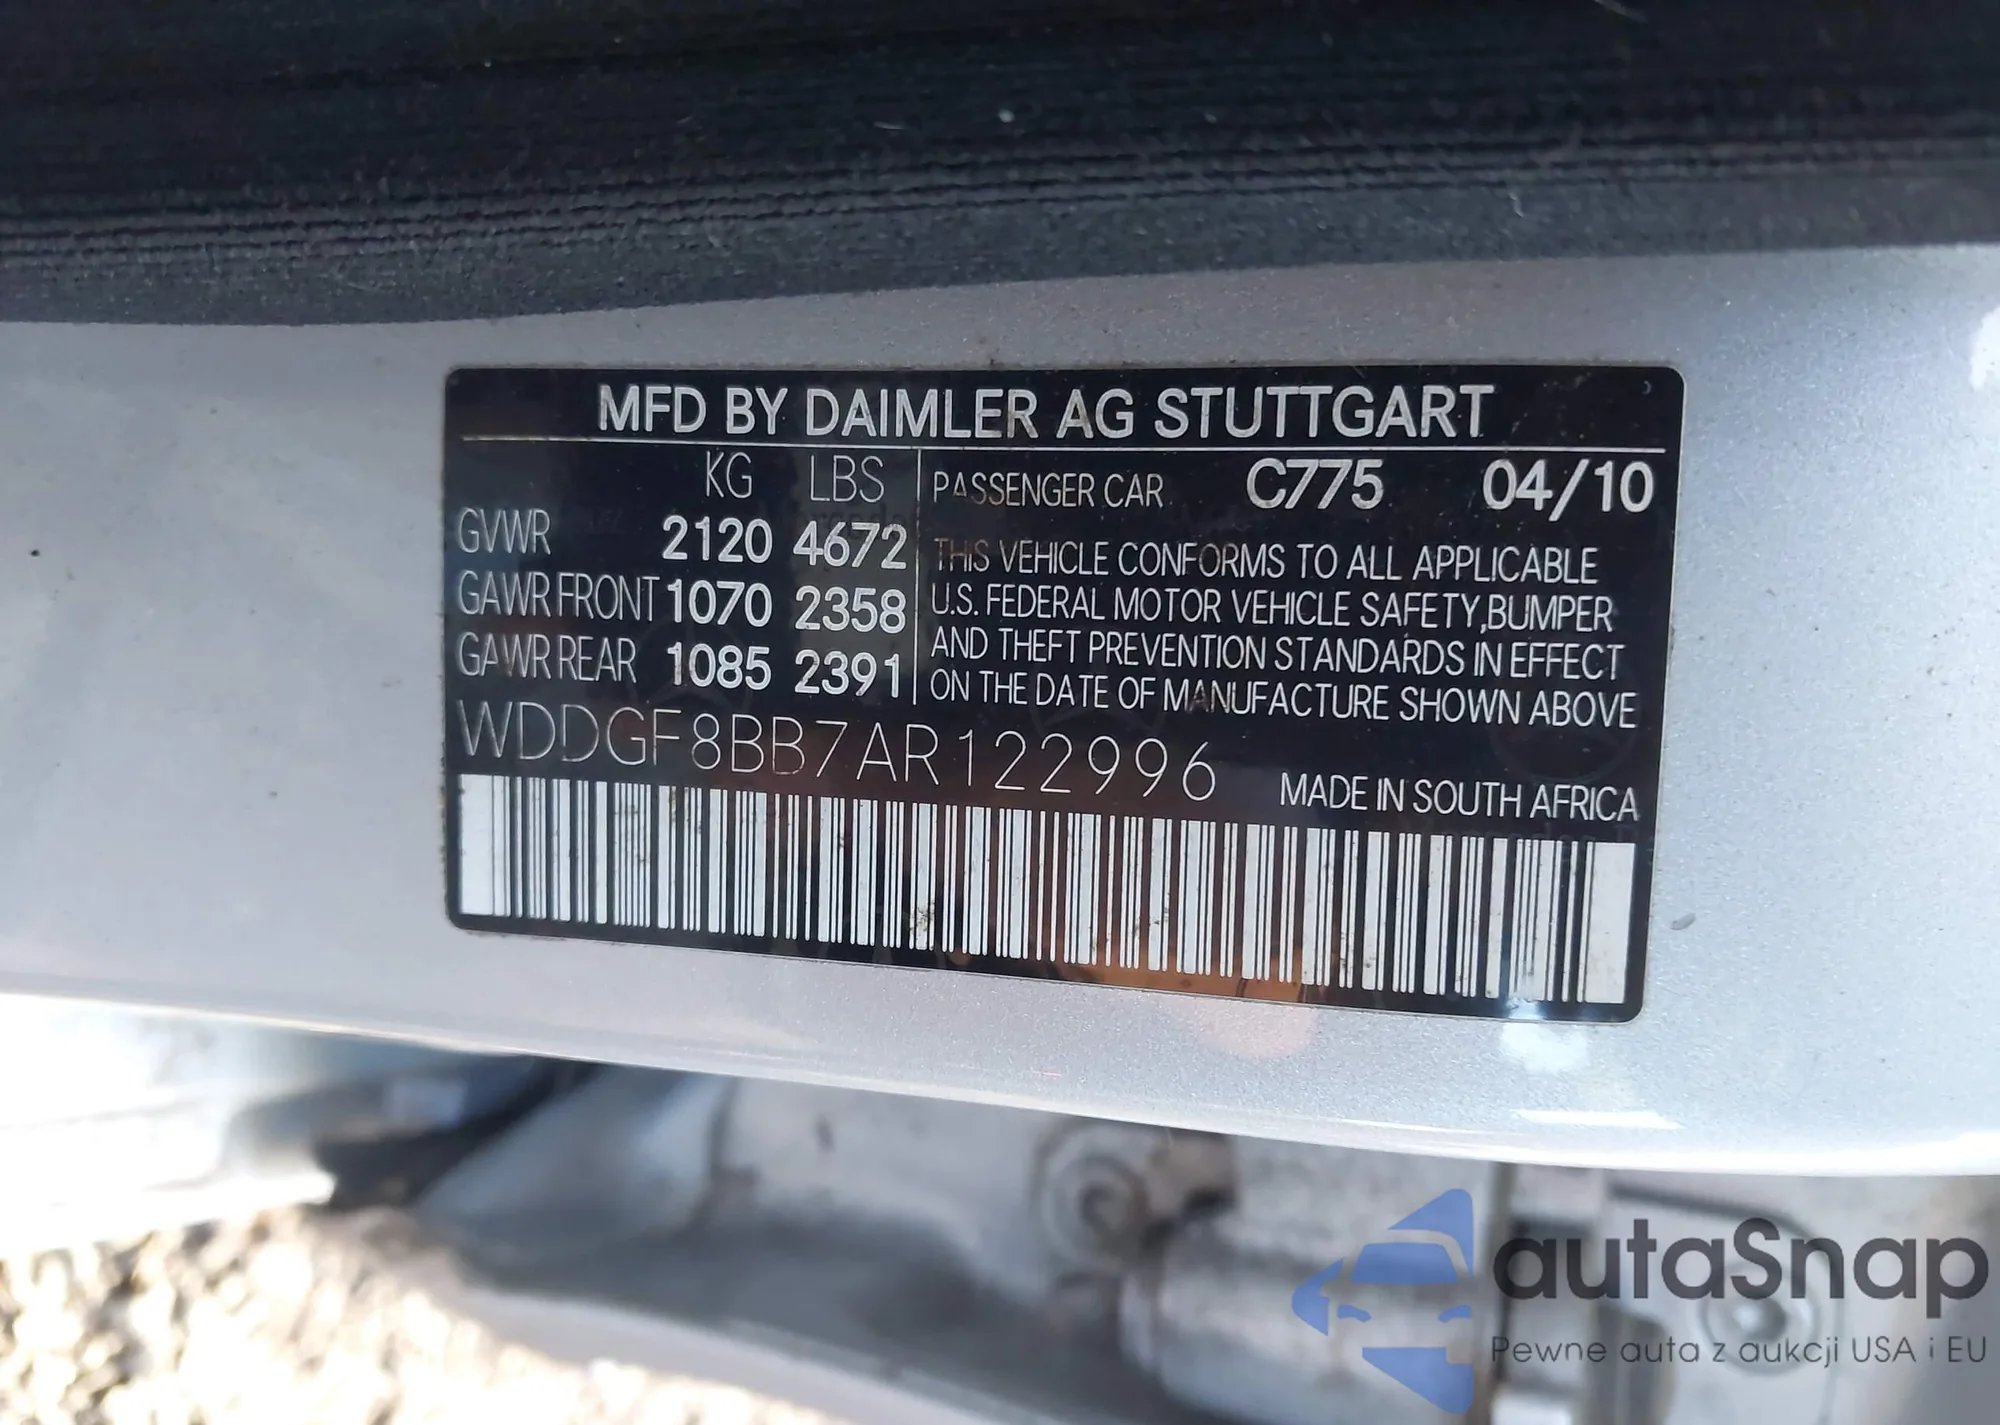 MFD BY DAIMLER AG STUTTGART
KG LBS
GVWR 2120 4672
GAWR FRONT 1070 2358
GAWR REAR 1085 2391
PASSENGER CAR C775 04/10
THIS VEHICLE CONFORMS TO ALL APPLICABLE
U.S. FEDERAL MOTOR VEHICLE SAFETY,BUMPER
AND THEFT PREVENTION STANDARDS IN EFFECT
ON THE DATE OF MANUFACTURE SHOWN ABOVE
WDDGF8BB7AR122996
MADE IN SOUTH AFRICA
autaSnap
Pewne auta z aukcji USA i EU